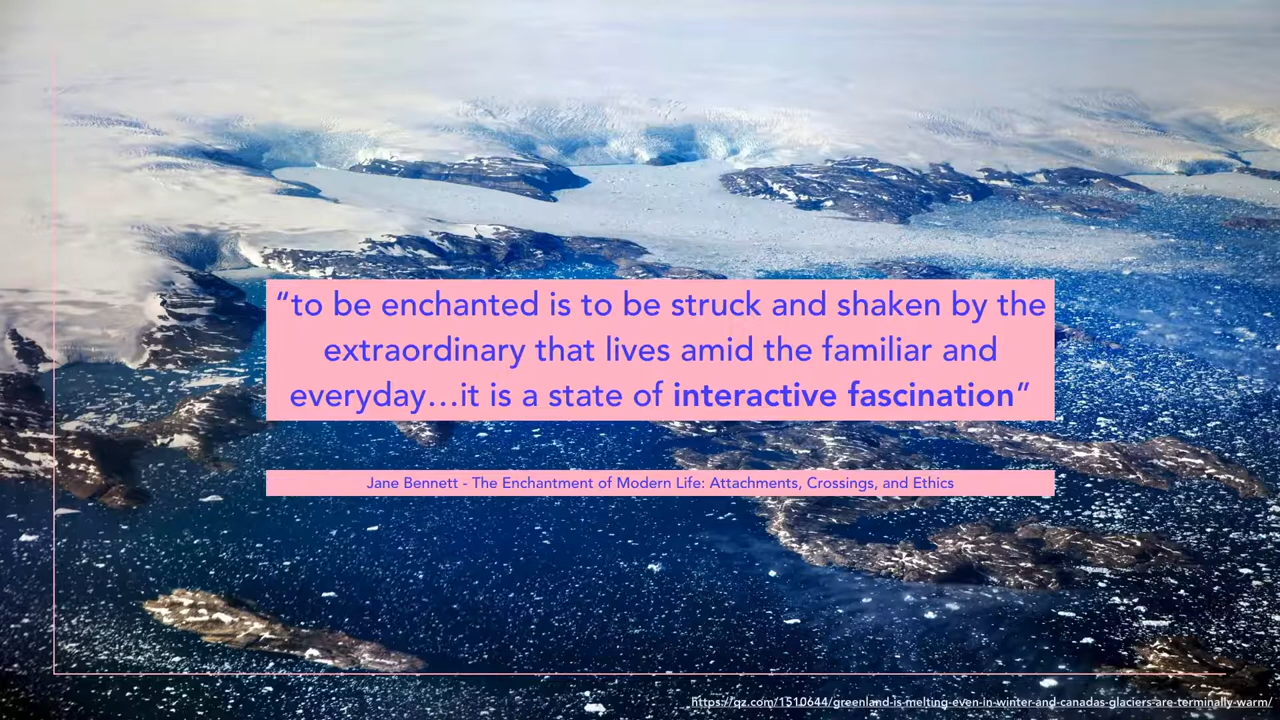 “to be enchanted is to be struck and shaken by the
extraordinary that lives amid the familiar and
everyday…it is a state of interactive fascination”
Jane Bennett - The Enchantment of Modern Life: Attachments, Crossings, and Ethics
https://qz.com/1510644/greenland-is-melting-even-in-winter-and-canadas-glaciers-are-terminally-warm/